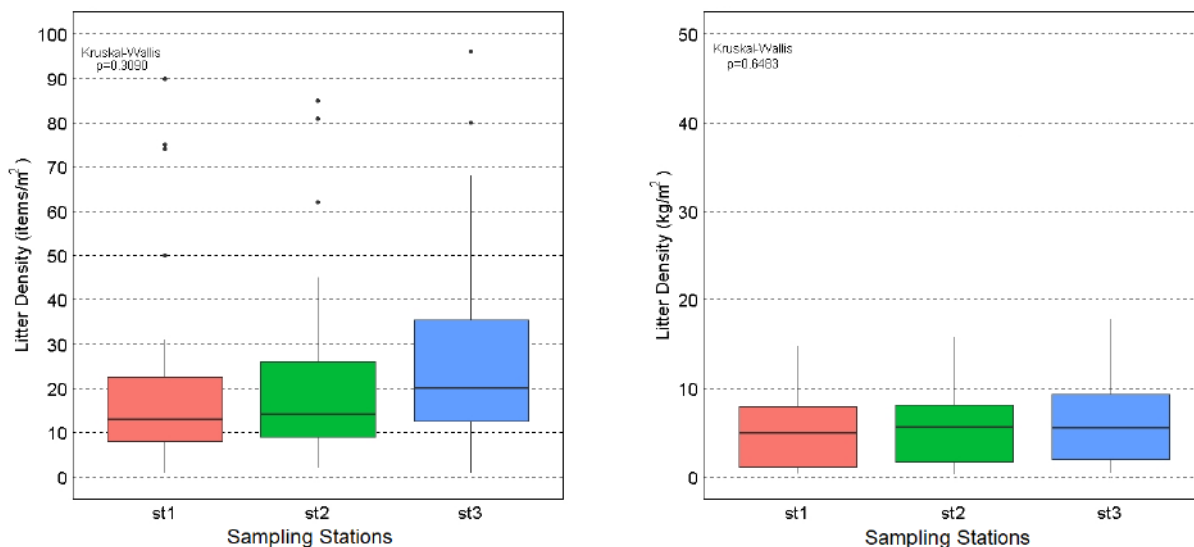 Kruskal-Wallis
p=0.3090
Litter Density (items/m²)
100
90
80
70
60
50
40
30
20
10
0
st1 st2 st3
Sampling Stations
Kruskal-Wallis
p=0.6483
Litter Density (kg/m²)
50
40
30
20
10
0
st1 st2 st3
Sampling Stations